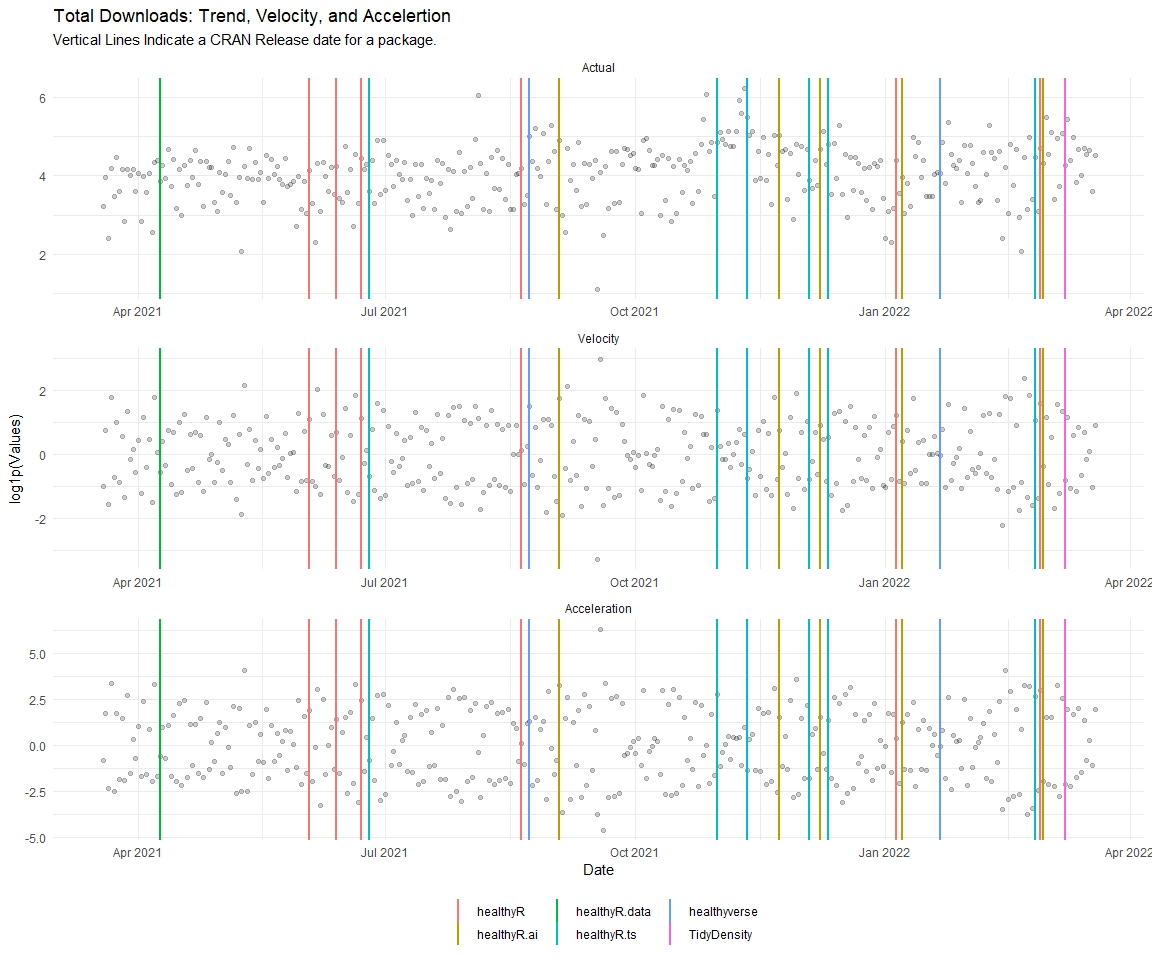 Total Downloads: Trend, Velocity, and Accelertion
Vertical Lines Indicate a CRAN Release date for a package.
Actual
6
4
2
Apr 2021 Jul 2021 Oct 2021 Jan 2022 Apr 2022
Velocity
log1p(Values)
2
0
-2
Apr 2021 Jul 2021 Oct 2021 Jan 2022 Apr 2022
Acceleration
5.0
2.5
0.0
-2.5
-5.0
Apr 2021 Jul 2021 Oct 2021 Jan 2022 Apr 2022
Date
healthyR healthyR.data healthyverse
healthyR.ai healthyR.ts TidyDensity